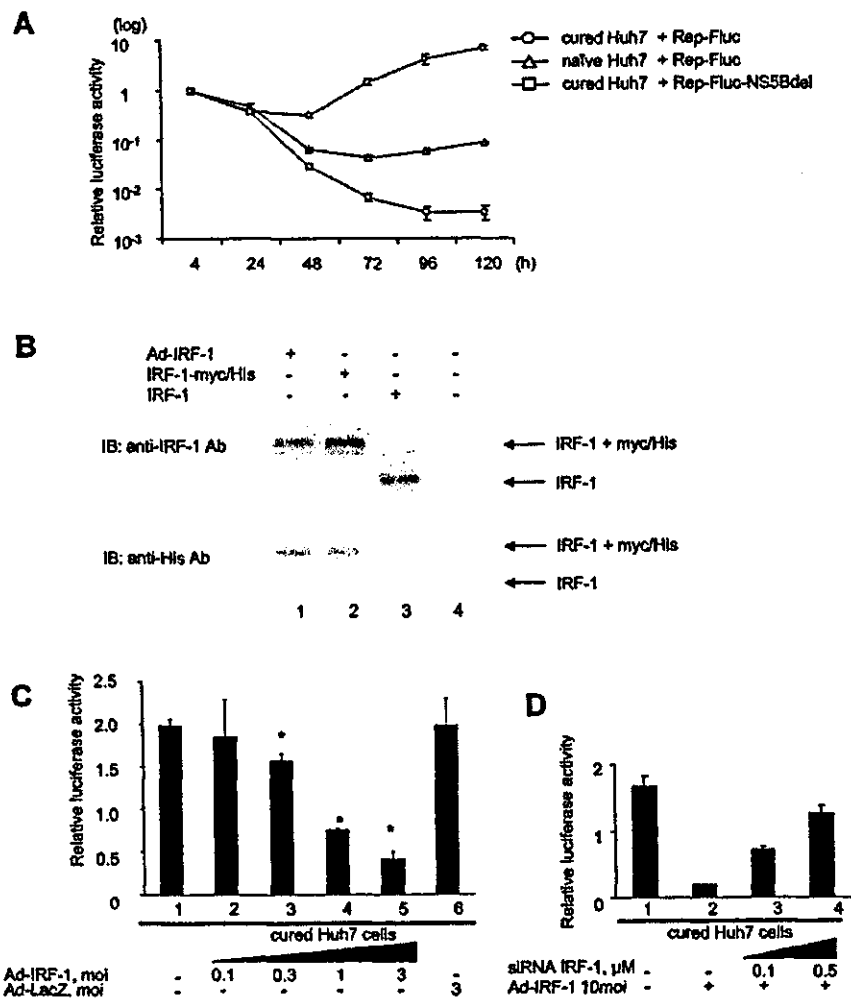 A
(log)
10
1
10-1
10-2
10-3
Relative luciferase activity
4 24 48 72 96 120 (h)
cured Huh7 + Rep-Fluc
naïve Huh7 + Rep-Fluc
cured Huh7 + Rep-Fluc-NS5Bdel
B
Ad-IRF-1 + - - -
IRF-1-myc/His - + - -
IRF-1 - - + -
IB: anti-IRF-1 Ab
IRF-1 + myc/His
IRF-1
IB: anti-His Ab
IRF-1 + myc/His
IRF-1
1 2 3 4
C
Relative luciferase activity
2.5
2.0
1.5
1.0
0.5
0
* * *
1 2 3 4 5 6
cured Huh7 cells
Ad-IRF-1, moi - 0.1 0.3 1 3 -
Ad-LacZ, moi - - - - - 3
D
Relative luciferase activity
2
1
0
1 2 3 4
cured Huh7 cells
siRNA IRF-1, µM - - 0.1 0.5
Ad-IRF-1 10moi - + + +